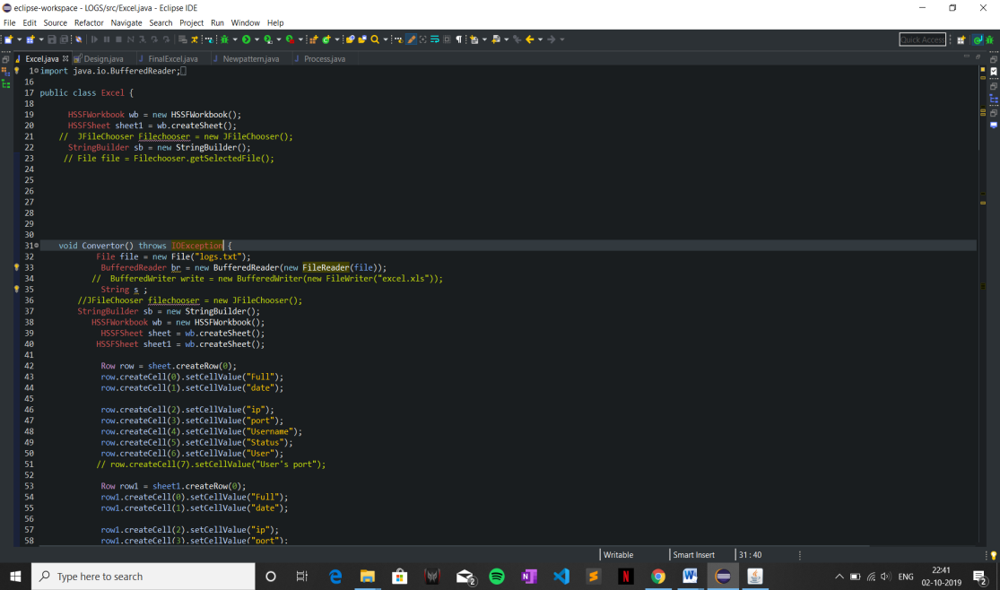 eclipse-workspace - LOGS/src/Excel.java - Eclipse IDE
File Edit Source Refactor Navigate Search Project Run Window Help
Quick Access
Excel.java Design.java FinalExcel.java Newpattern.java Process.java
1 import java.io.BufferedReader;
16
17 public class Excel {
18
19 HSSFWorkbook wb = new HSSFWorkbook();
20 HSSFSheet sheet1 = wb.createSheet();
21 // JFileChooser Filechooser = new JFileChooser();
22 StringBuilder sb = new StringBuilder();
23 // File file = Filechooser.getSelectedFile();
24
25
26
27
28
29
30
31 void Convertor() throws IOException {
32 File file = new File("logs.txt");
33 BufferedReader br = new BufferedReader(new FileReader(file));
34 // BufferedWriter write = new BufferedWriter(new FileWriter("excel.xls"));
35 String s ;
36 //JFileChooser filechooser = new JFileChooser();
37 StringBuilder sb = new StringBuilder();
38 HSSFWorkbook wb = new HSSFWorkbook();
39 HSSFSheet sheet = wb.createSheet();
40 HSSFSheet sheet1 = wb.createSheet();
41
42 Row row = sheet.createRow(0);
43 row.createCell(0).setCellValue("Full");
44 row.createCell(1).setCellValue("date");
45
46 row.createCell(2).setCellValue("ip");
47 row.createCell(3).setCellValue("port");
48 row.createCell(4).setCellValue("Username");
49 row.createCell(5).setCellValue("Status");
50 row.createCell(6).setCellValue("User");
51 // row.createCell(7).setCellValue("User's port");
52
53 Row row1 = sheet1.createRow(0);
54 row1.createCell(0).setCellValue("Full");
55 row1.createCell(1).setCellValue("date");
56
57 row1.createCell(2).setCellValue("ip");
58 row1.createCell(3).setCellValue("port");
Writable Smart Insert 31 : 40
Type here to search
ENG
22:41
02-10-2019